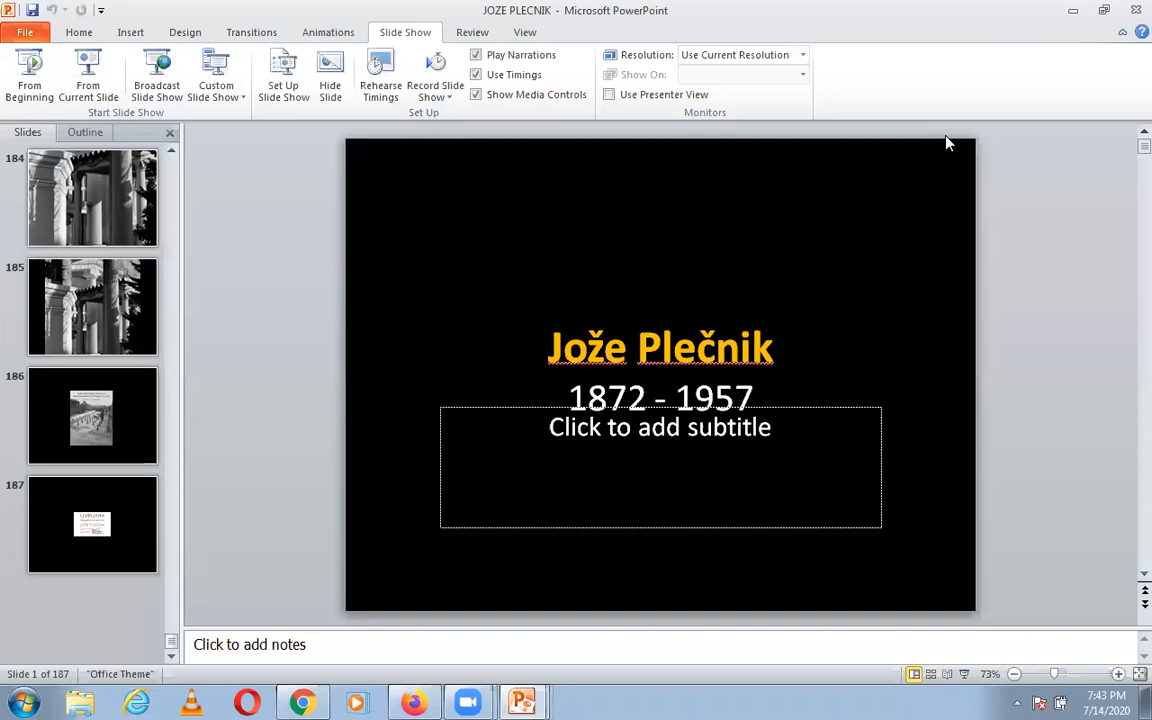 JOZE PLECNIK - Microsoft PowerPoint
File Home Insert Design Transitions Animations Slide Show Review View
From Beginning
From Current Slide
Broadcast Slide Show
Custom Slide Show
Set Up Slide Show
Hide Slide
Rehearse Timings
Record Slide Show
Play Narrations
Use Timings
Show Media Controls
Resolution: Use Current Resolution
Show On:
Use Presenter View
Start Slide Show
Set Up
Monitors
Slides Outline
184
185
186
187
LJUBLJANA
Jože Plečnik
1872 - 1957
Click to add subtitle
Click to add notes
Slide 1 of 187 "Office Theme" 73%
7:43 PM
7/14/2020